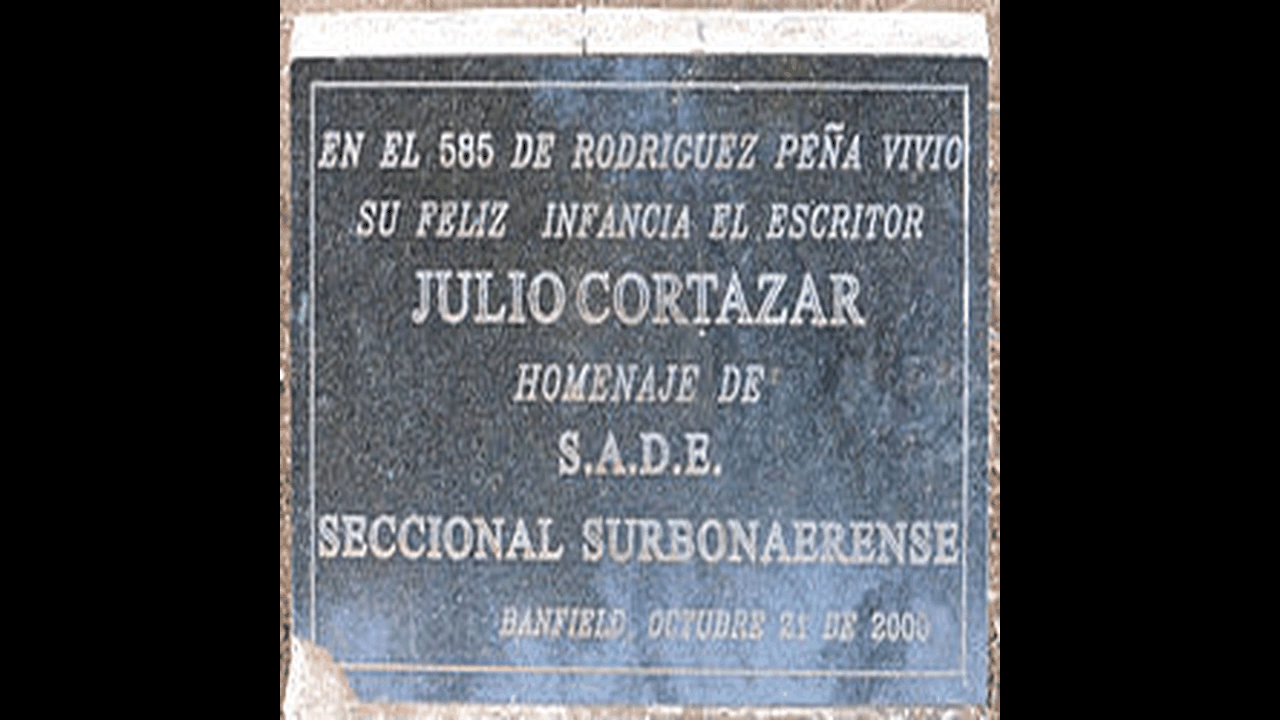 EN EL 585 DE RODRIGUEZ PEÑA VIVIO
SU FELIZ INFANCIA EL ESCRITOR
JULIO CORTAZAR
HOMENAJE DE
S.A.D.E.
SECCIONAL SURBONAERENSE
BANFIELD, OCTUBRE 21 DE 2000